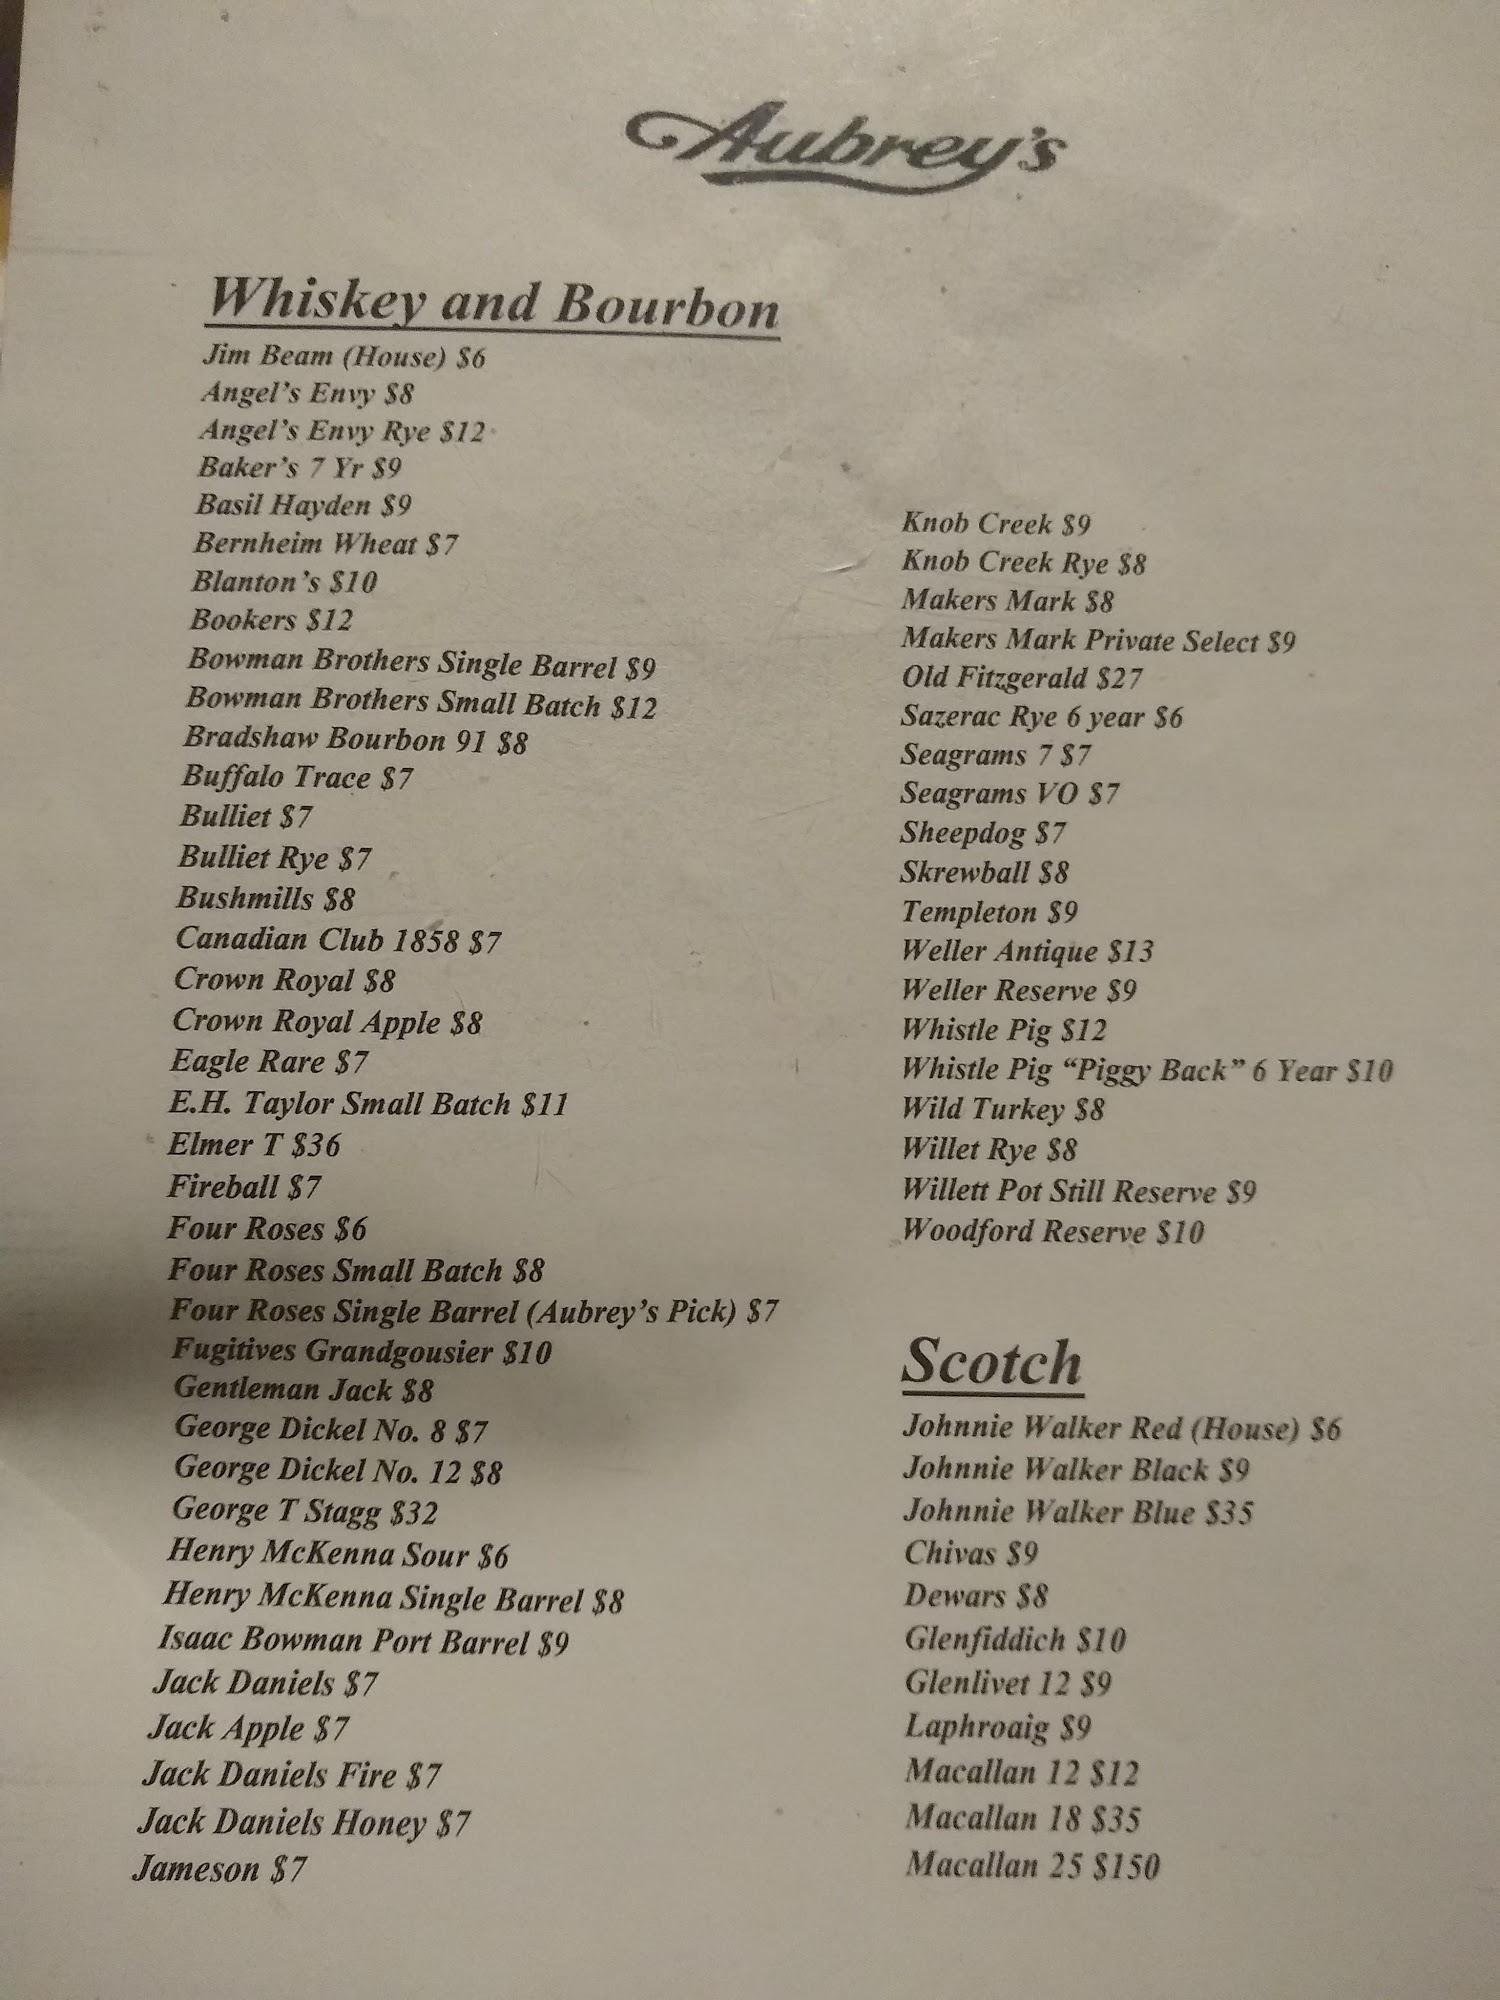 Aubrey's
Whiskey and Bourbon
Jim Beam (House) $6
Angel's Envy $8
Angel's Envy Rye $12
Baker's 7 Yr $9
Basil Hayden $9
Bernheim Wheat $7
Blanton's $10
Bookers $12
Bowman Brothers Single Barrel $9
Bowman Brothers Small Batch $12
Bradshaw Bourbon 91 $8
Buffalo Trace $7
Bulliet $7
Bulliet Rye $7
Bushmills $8
Canadian Club 1858 $7
Crown Royal $8
Crown Royal Apple $8
Eagle Rare $7
E.H. Taylor Small Batch $11
Elmer T $36
Fireball $7
Four Roses $6
Four Roses Small Batch $8
Four Roses Single Barrel (Aubrey's Pick) $7
Fugitives Grandgousier $10
Gentleman Jack $8
George Dickel No. 8 $7
George Dickel No. 12 $8
George T Stagg $32
Henry McKenna Sour $6
Henry McKenna Single Barrel $8
Isaac Bowman Port Barrel $9
Jack Daniels $7
Jack Apple $7
Jack Daniels Fire $7
Jack Daniels Honey $7
Jameson $7
Knob Creek $9
Knob Creek Rye $8
Makers Mark $8
Makers Mark Private Select $9
Old Fitzgerald $27
Sazerac Rye 6 year $6
Seagrams 7 $7
Seagrams VO $7
Sheepdog $7
Skrewball $8
Templeton $9
Weller Antique $13
Weller Reserve $9
Whistle Pig $12
Whistle Pig “Piggy Back” 6 Year $10
Wild Turkey $8
Willet Rye $8
Willett Pot Still Reserve $9
Woodford Reserve $10
Scotch
Johnnie Walker Red (House) $6
Johnnie Walker Black $9
Johnnie Walker Blue $35
Chivas $9
Dewars $8
Glenfiddich $10
Glenlivet 12 $9
Laphroaig $9
Macallan 12 $12
Macallan 18 $35
Macallan 25 $150